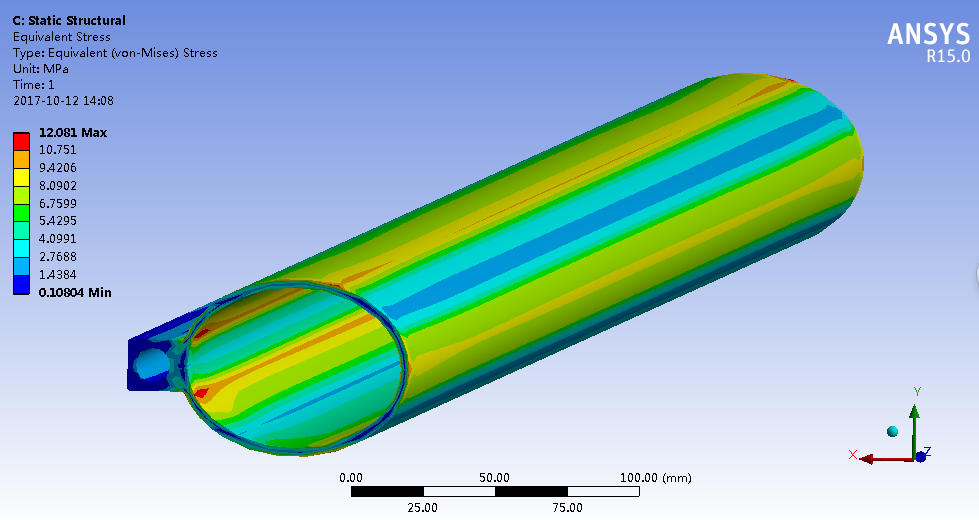 C: Static Structural
Equivalent Stress
Type: Equivalent (von-Mises) Stress
Unit: MPa
Time: 1
2017-10-12 14:08
ANSYS
R15.0
12.081 Max
10.751
9.4206
8.0902
6.7599
5.4295
4.0991
2.7688
1.4384
0.10804 Min
Y
X
Z
0.00 50.00 100.00 (mm)
25.00 75.00